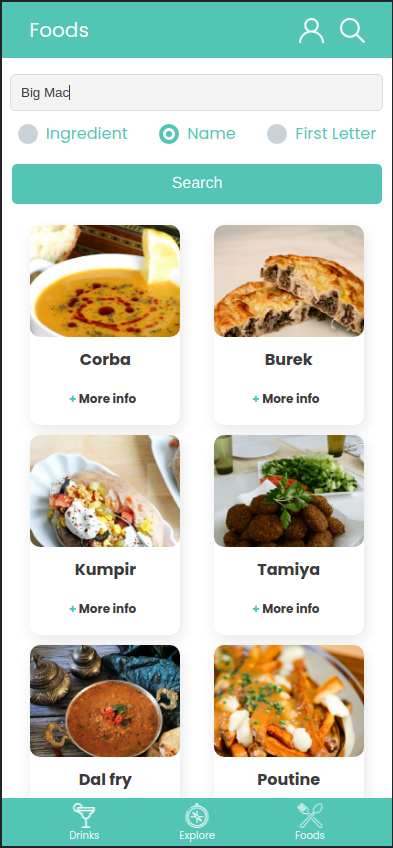 Foods
Big Mac
Ingredient Name First Letter
Search
Corba Burek
+ More info + More info
Kumpir Tamiya
+ More info + More info
Dal fry Poutine
Drinks Explore Foods